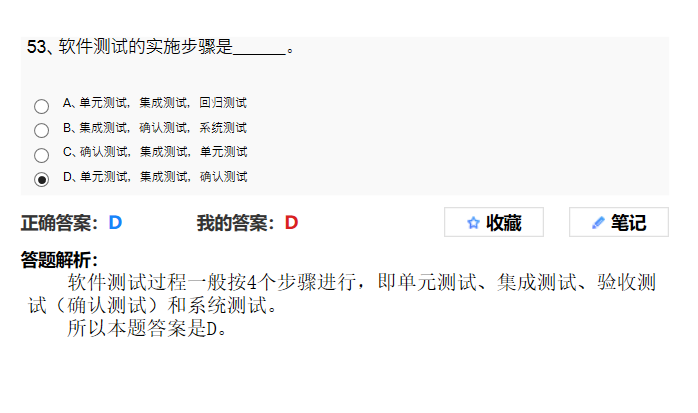 53、软件测试的实施步骤是______。
A、单元测试，集成测试，回归测试
B、集成测试，确认测试，系统测试
C、确认测试，集成测试，单元测试
D、单元测试，集成测试，确认测试
正确答案：D 我的答案：D 收藏 笔记
答题解析：
软件测试过程一般按4个步骤进行，即单元测试、集成测试、验收测
试（确认测试）和系统测试。
所以本题答案是D。